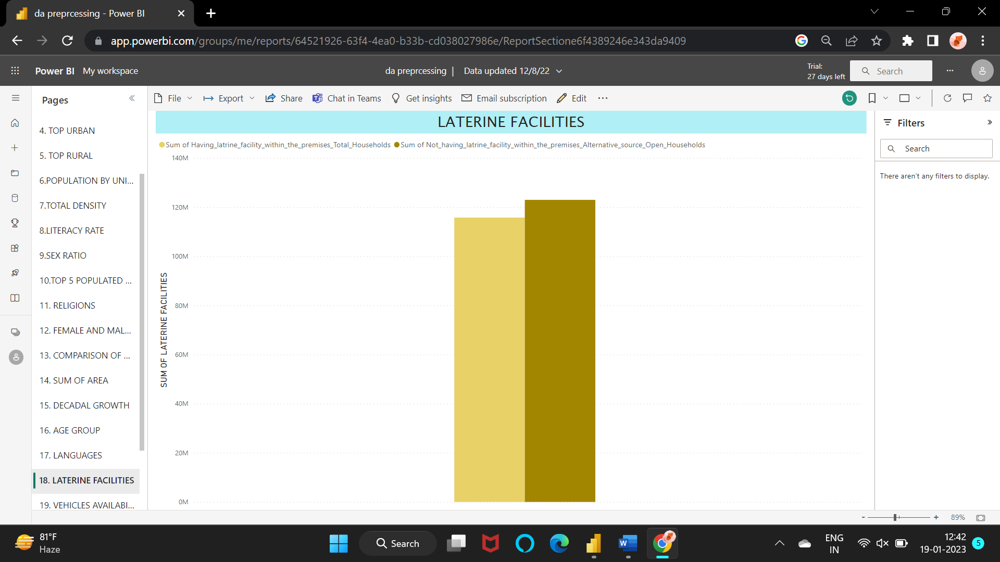 da preprcessing - Power BI
app.powerbi.com/groups/me/reports/64521926-63f4-4ea0-b33b-cd038027986e/ReportSectione6f4389246e343da9409
Power BI My workspace
da preprcessing | Data updated 12/8/22
Trial:
27 days left
Search
Pages
File Export Share Chat in Teams Get insights Email subscription Edit
4. TOP URBAN
5. TOP RURAL
6.POPULATION BY UNI...
7.TOTAL DENSITY
8.LITERACY RATE
9.SEX RATIO
10.TOP 5 POPULATED ...
11. RELIGIONS
12. FEMALE AND MAL...
13. COMPARISON OF ...
14. SUM OF AREA
15. DECADAL GROWTH
16. AGE GROUP
17. LANGUAGES
18. LATERINE FACILITIES
19. VEHICLES AVAILABI...
LATERINE FACILITIES
Sum of Having_latrine_facility_within_the_premises_Total_Households Sum of Not_having_latrine_facility_within_the_premises_Alternative_source_Open_Households
SUM OF LATERINE FACILITIES
140M
120M
100M
80M
60M
40M
20M
0M
Filters
Search
There aren't any filters to display.
- + 89%
81°F
Haze
Search
ENG
IN
12:42
19-01-2023
5